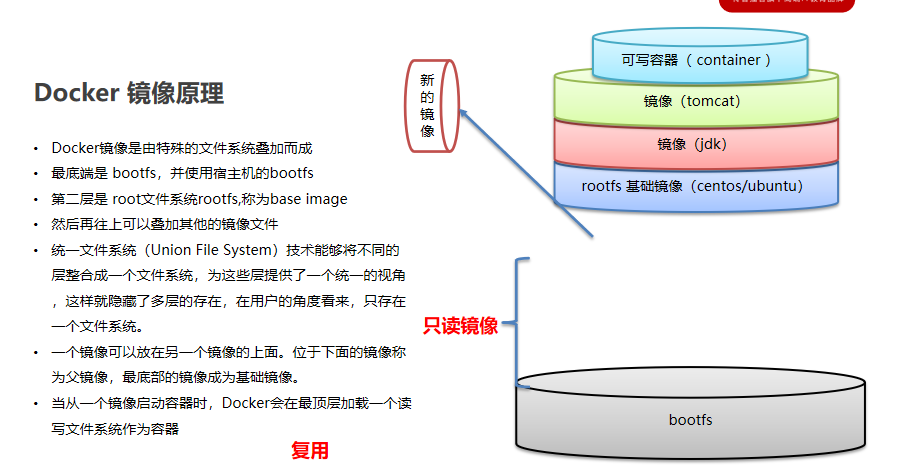 Docker 镜像原理
• Docker镜像是由特殊的文件系统叠加而成
• 最底端是 bootfs，并使用宿主机的bootfs
• 第二层是 root文件系统rootfs,称为base image
• 然后再往上可以叠加其他的镜像文件
• 统一文件系统（Union File System）技术能够将不同的
层整合成一个文件系统，为这些层提供了一个统一的视角
，这样就隐藏了多层的存在，在用户的角度看来，只存在
一个文件系统。
• 一个镜像可以放在另一个镜像的上面。位于下面的镜像称
为父镜像，最底部的镜像成为基础镜像。
• 当从一个镜像启动容器时，Docker会在最顶层加载一个读
写文件系统作为容器
复用
新
的
镜
像
可写容器（ container ）
镜像（tomcat）
镜像（jdk）
rootfs 基础镜像（centos/ubuntu）
只读镜像
bootfs